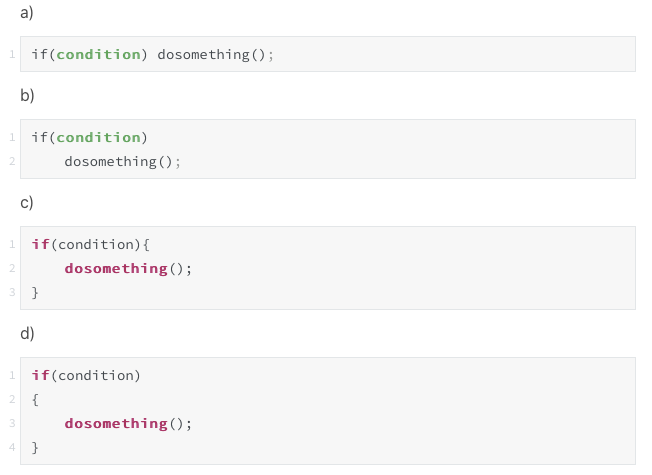 a)
1 if(condition) dosomething();
b)
1 if(condition)
2     dosomething();
c)
1 if(condition){
2     dosomething();
3 }
d)
1 if(condition)
2 {
3     dosomething();
4 }